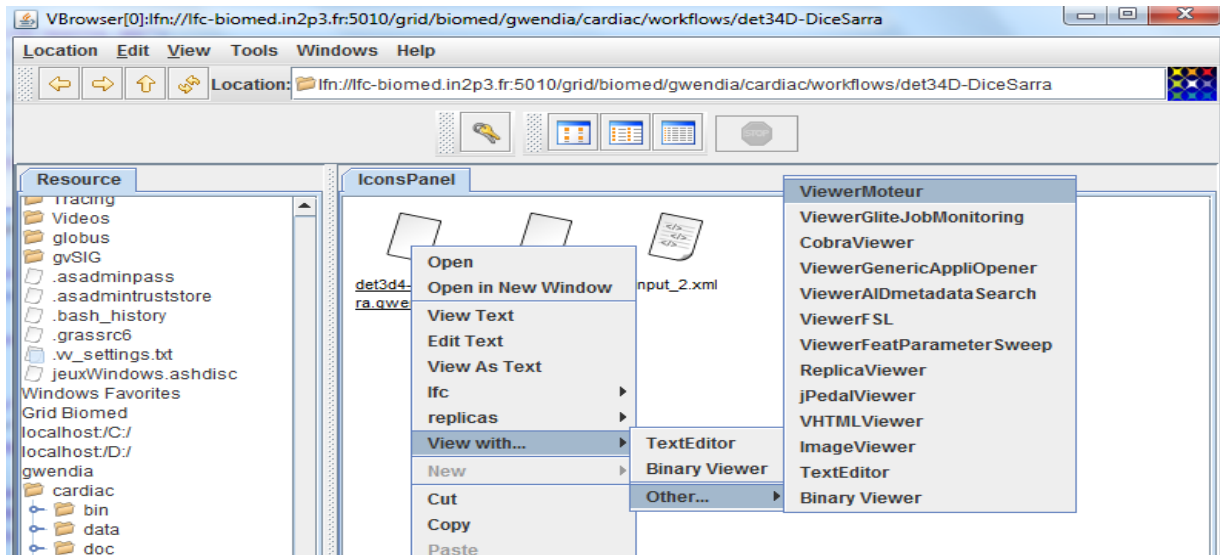 VBrowser[0]:lfn://lfc-biomed.in2p3.fr:5010/grid/biomed/gwendia/cardiac/workflows/det34D-DiceSarra
Location Edit View Tools Windows Help
Location: lfn://lfc-biomed.in2p3.fr:5010/grid/biomed/gwendia/cardiac/workflows/det34D-DiceSarra
STOP
Resource
Tracing
Videos
globus
gvSIG
.asadminpass
.asadmintruststore
.bash_history
.grassrc6
.vv_settings.txt
jeuxWindows.ashdisc
Windows Favorites
Grid Biomed
localhost:/C:/
localhost:/D:/
gwendia
cardiac
bin
data
doc
IconsPanel
det3d4-
ra.gwe
nput_2.xml
Open
Open in New Window
View Text
Edit Text
View As Text
lfc
replicas
View with...
New
Cut
Copy
Paste
TextEditor
Binary Viewer
Other...
ViewerMoteur
ViewerGliteJobMonitoring
CobraViewer
ViewerGenericAppliOpener
ViewerAIDmetadataSearch
ViewerFSL
ViewerFeatParameterSweep
ReplicaViewer
jPedalViewer
VHTMLViewer
ImageViewer
TextEditor
Binary Viewer